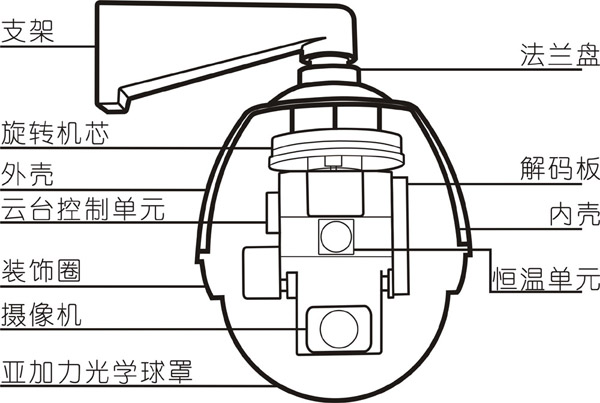 支架
法兰盘
旋转机芯
外壳
解码板
云台控制单元
内壳
装饰圈
恒温单元
摄像机
亚加力光学球罩